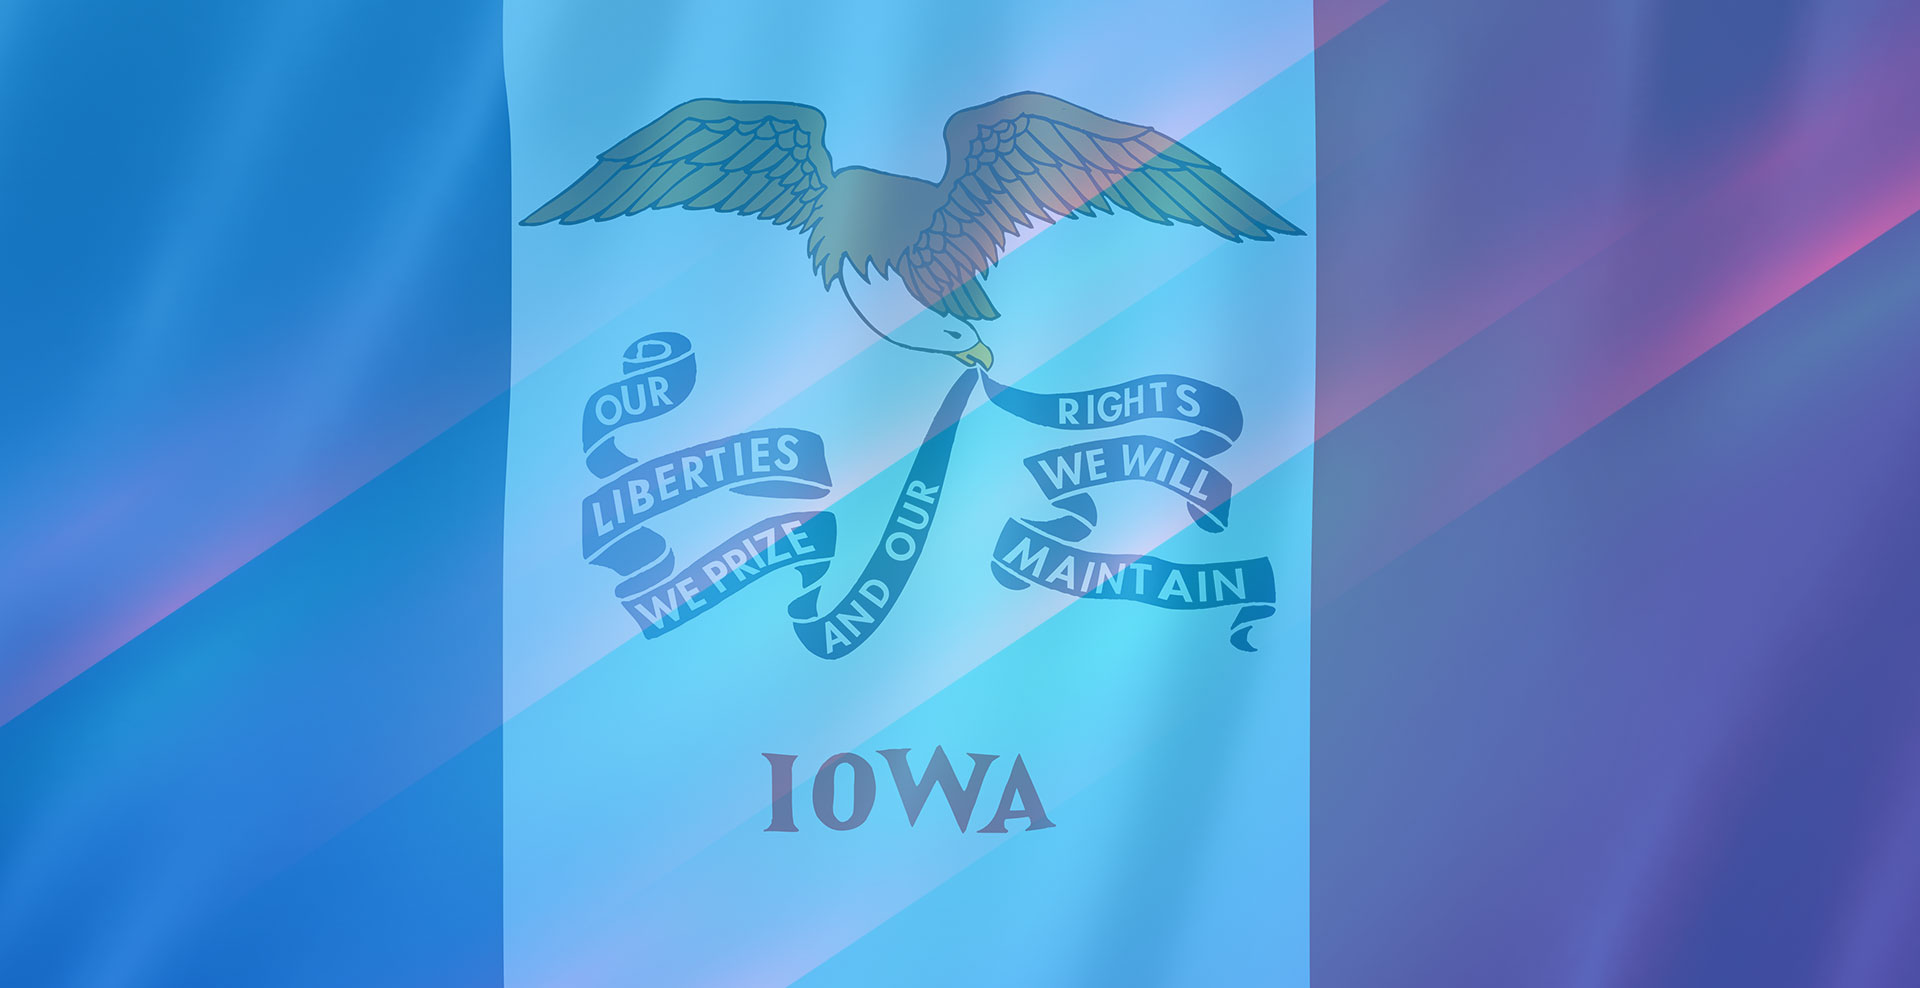 OUR
LIBERTIES
WE PRIZE
AND OUR
RIGHTS
WE WILL
MAINTAIN
IOWA